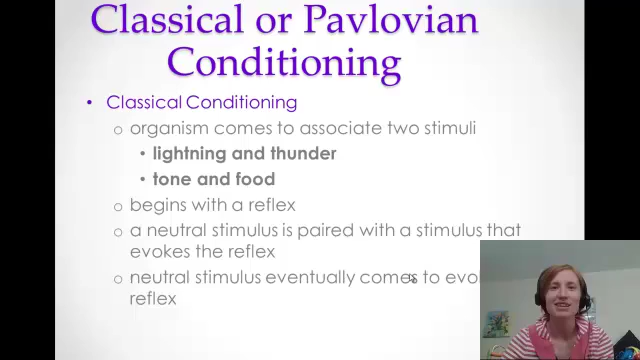 Classical or Pavlovian
Conditioning
• Classical Conditioning
o organism comes to associate two stimuli
• lightning and thunder
• tone and food
o begins with a reflex
o a neutral stimulus is paired with a stimulus that
evokes the reflex
o neutral stimulus eventually comes to
reflex